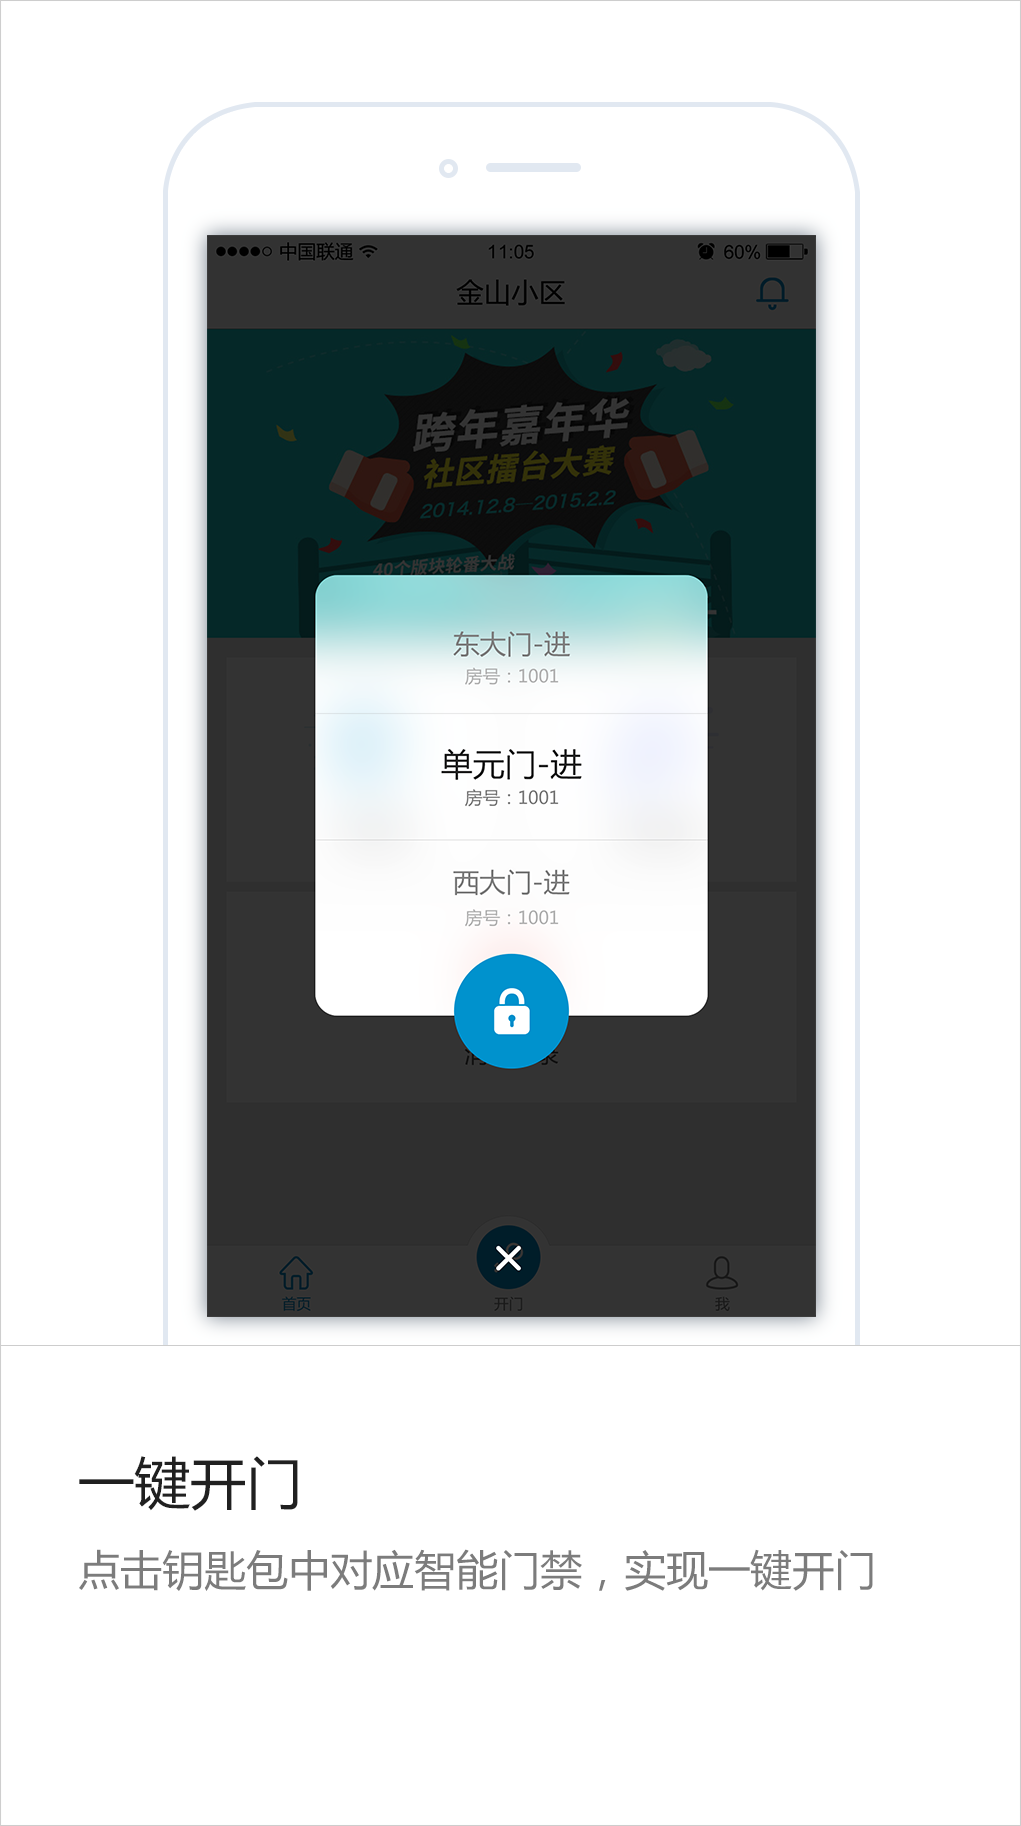 中国联通 11:05 60%
金山小区
跨年嘉年华
社区擂台大赛
2014.12.8—2015.2.2
40个版块轮番大战
东大门-进
房号：1001
单元门-进
房号：1001
西大门-进
房号：1001
首页 开门 我
一键开门
点击钥匙包中对应智能门禁，实现一键开门